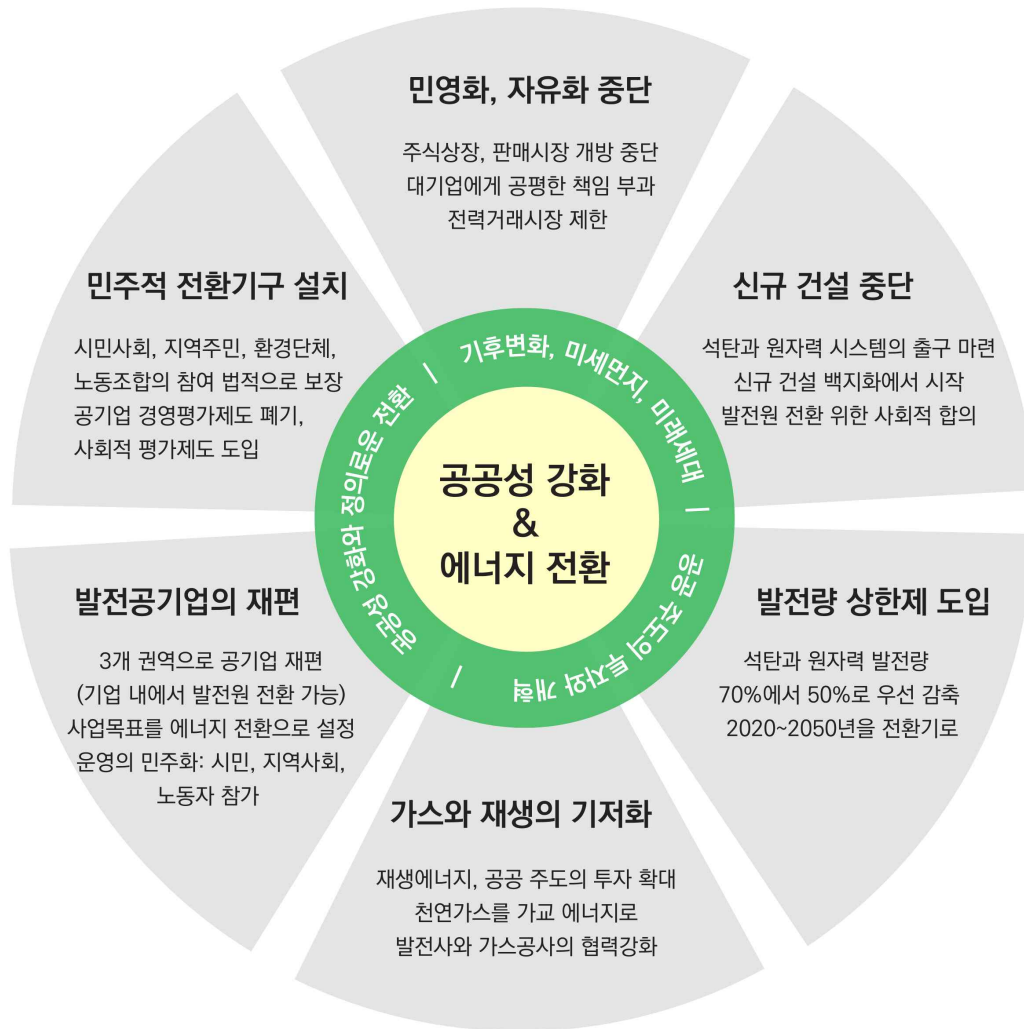 민영화, 자유화 중단
주식상장, 판매시장 개방 중단
대기업에게 공평한 책임 부과
전력거래시장 제한
신규 건설 중단
석탄과 원자력 시스템의 출구 마련
신규 건설 백지화에서 시작
발전원 전환 위한 사회적 합의
발전량 상한제 도입
석탄과 원자력 발전량
70%에서 50%로 우선 감축
2020~2050년을 전환기로
가스와 재생의 기저화
재생에너지, 공공 주도의 투자 확대
천연가스를 가교 에너지로
발전사와 가스공사의 협력강화
발전공기업의 재편
3개 권역으로 공기업 재편
(기업 내에서 발전원 전환 가능)
사업목표를 에너지 전환으로 설정
운영의 민주화: 시민, 지역사회,
노동자 참가
민주적 전환기구 설치
시민사회, 지역주민, 환경단체,
노동조합의 참여 법적으로 보장
공기업 경영평가제도 폐기,
사회적 평가제도 도입
기후변화, 미세먼지, 미래세대 |
공공 주도의 투자와 개혁 |
공공성 강화와 정의로운 전환 |
공공성 강화
&
에너지 전환